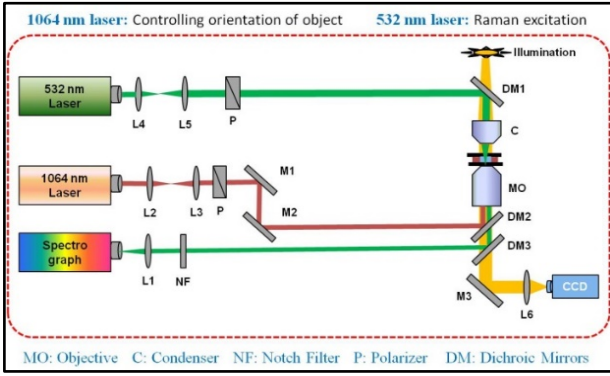 1064 nm laser: Controlling orientation of object 532 nm laser: Raman excitation
Illumination
532 nm
Laser
L4
L5
P
DM1
C
1064 nm
Laser
L2
L3
P
M1
M2
MO
DM2
DM3
Spectro
graph
L1
NF
M3
L6
CCD
MO: Objective C: Condenser NF: Notch Filter P: Polarizer DM: Dichroic Mirrors